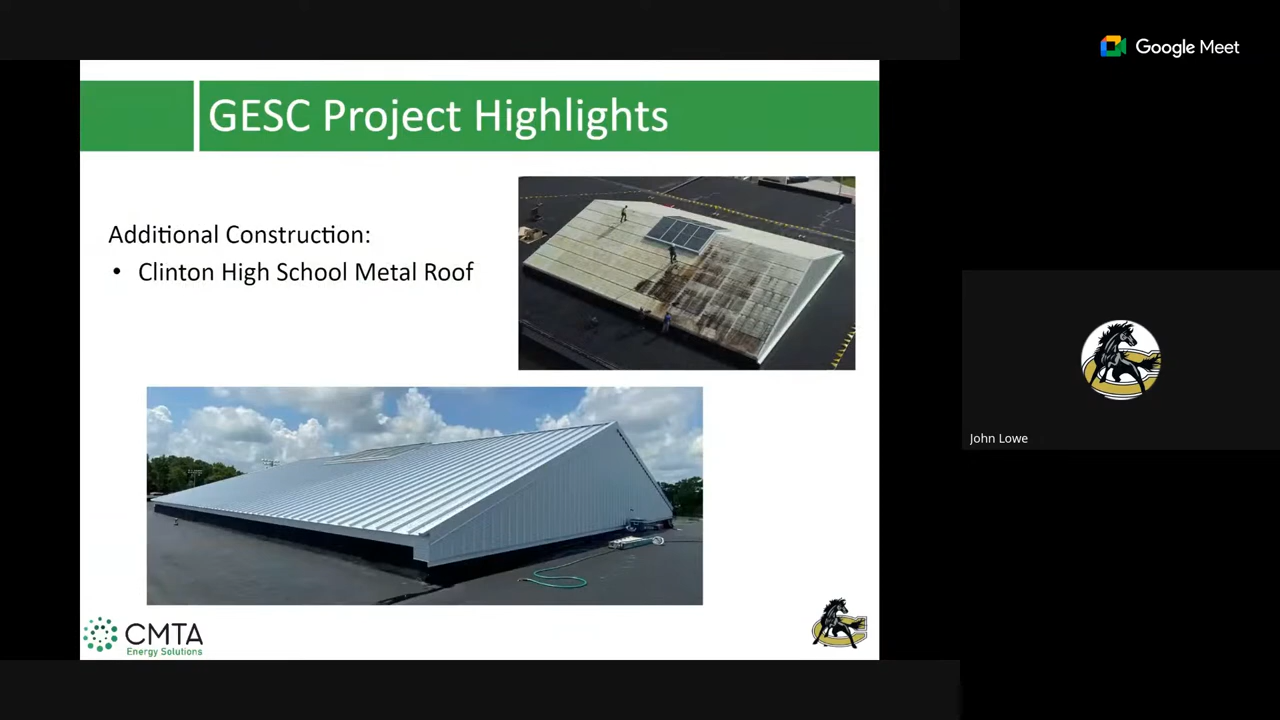 GESC Project Highlights
Additional Construction:
• Clinton High School Metal Roof
CMTA
Energy Solutions
Google Meet
John Lowe